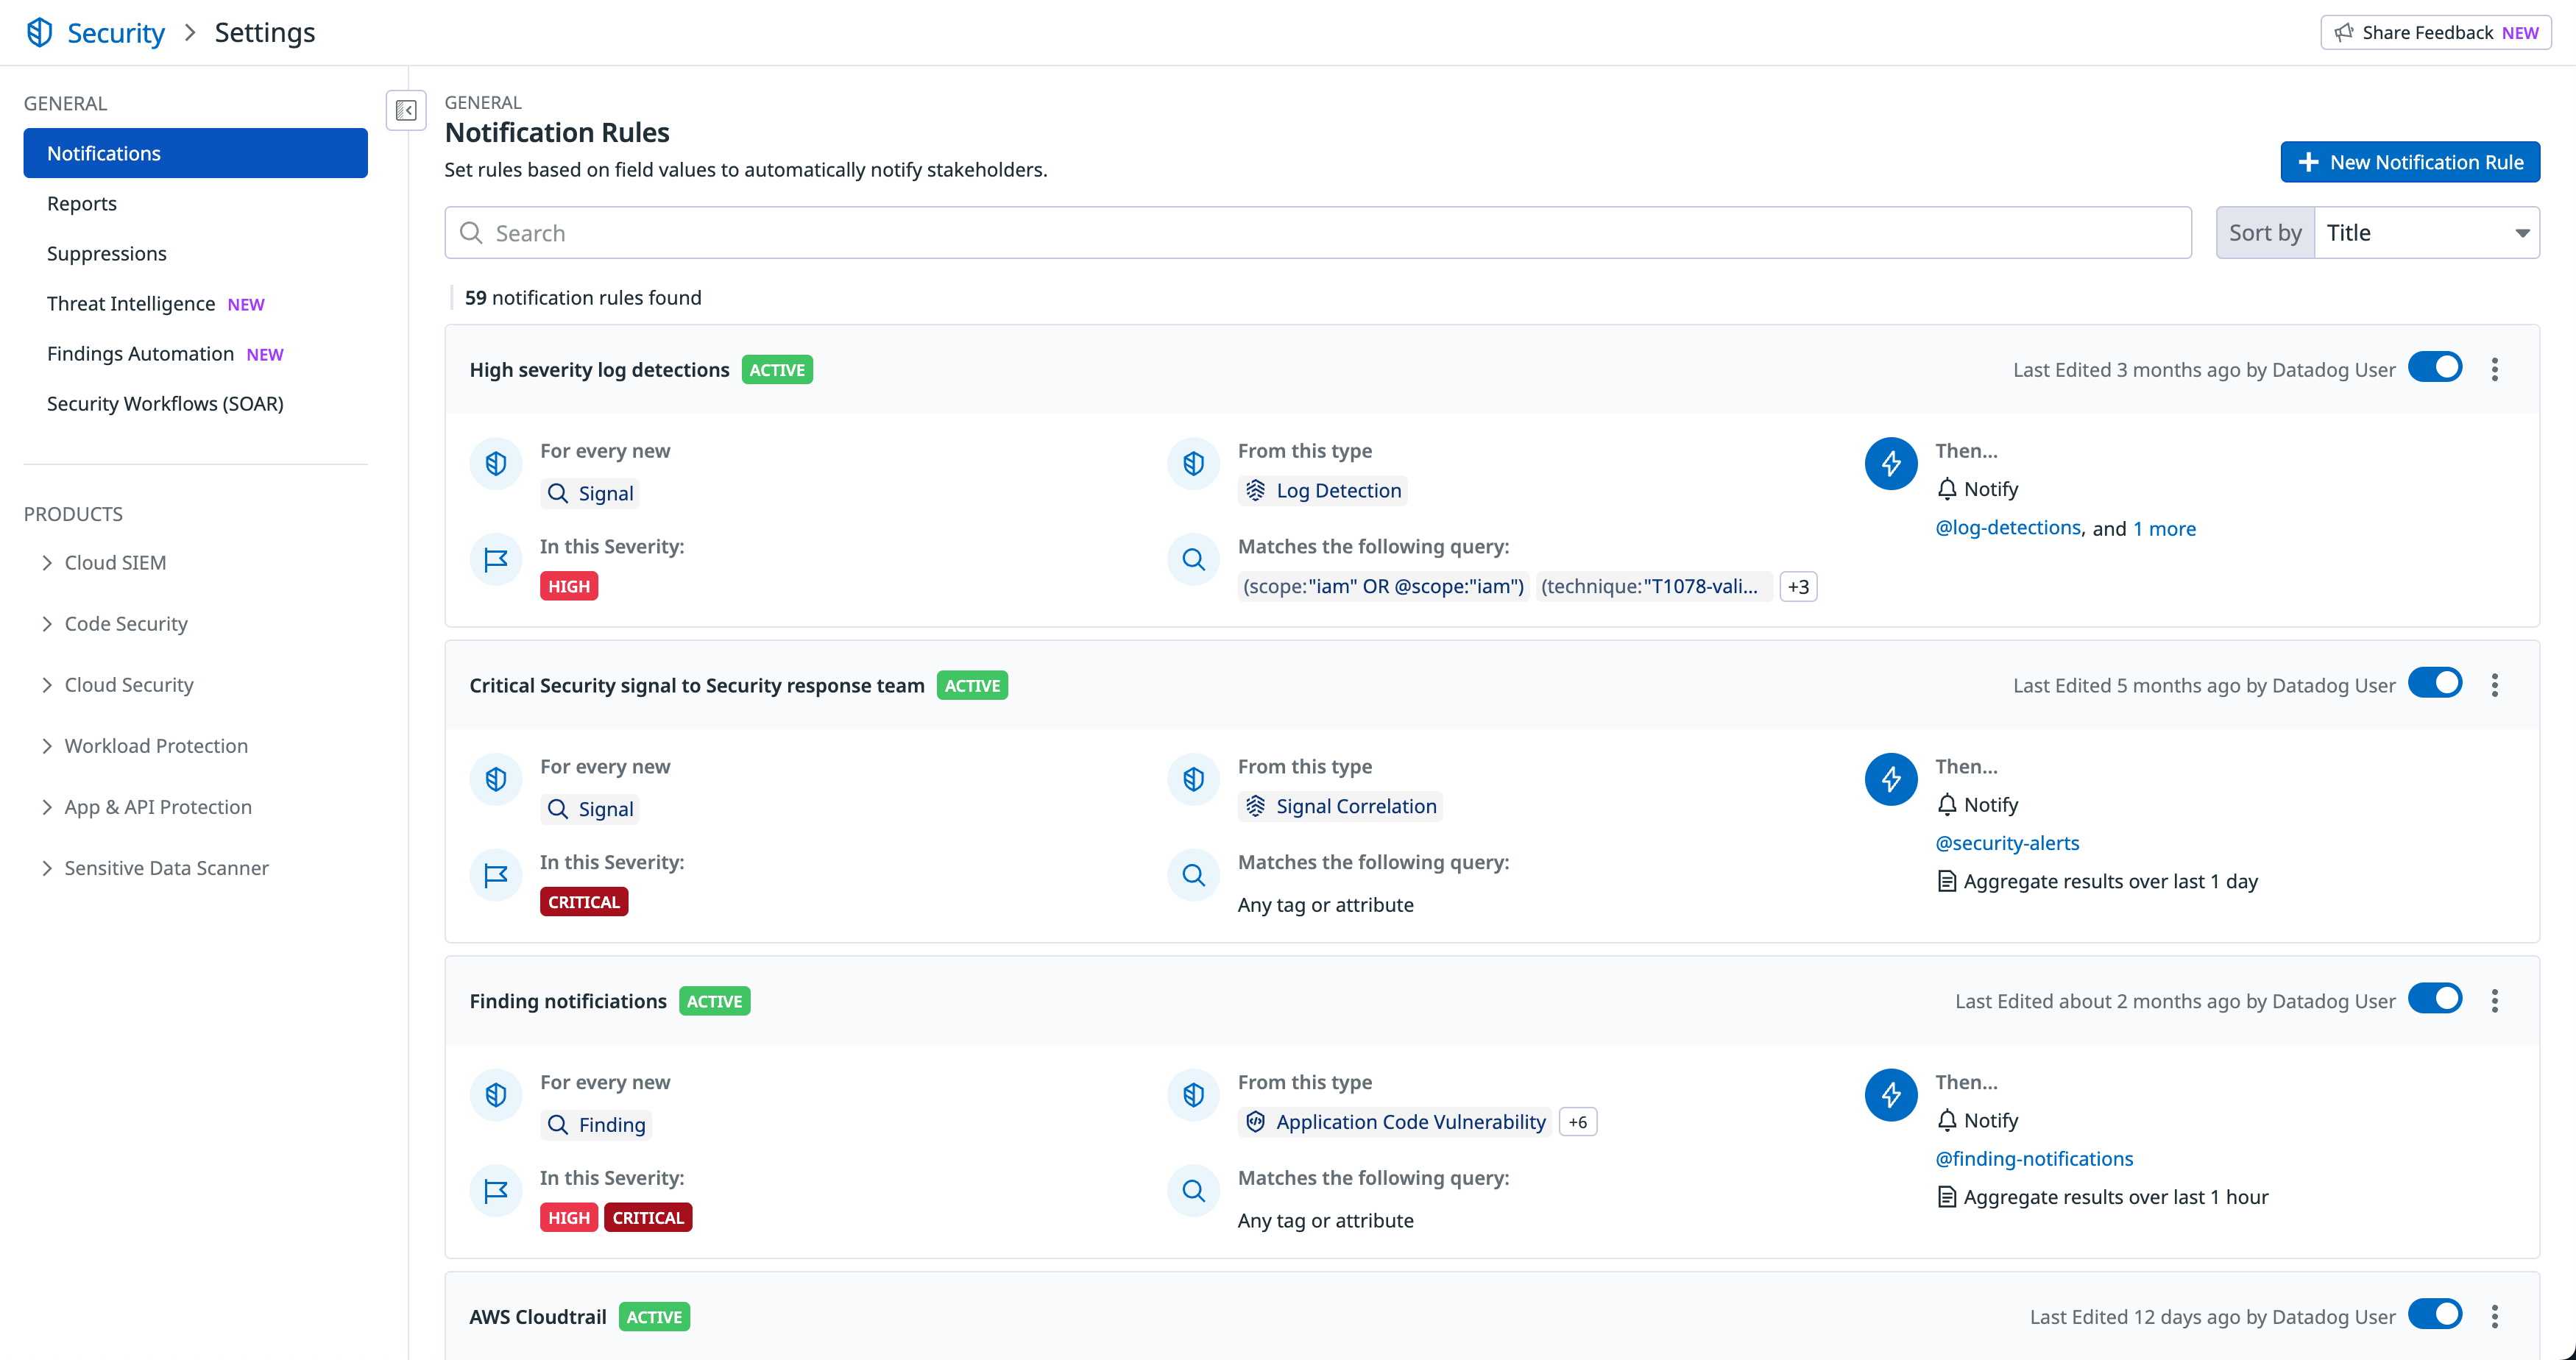 Security > Settings
Share Feedback NEW
GENERAL
Notifications
Reports
Suppressions
Threat Intelligence NEW
Findings Automation NEW
Security Workflows (SOAR)
PRODUCTS
Cloud SIEM
Code Security
Cloud Security
Workload Protection
App & API Protection
Sensitive Data Scanner
GENERAL
Notification Rules
Set rules based on field values to automatically notify stakeholders.
New Notification Rule
Search
Sort by Title
59 notification rules found
High severity log detections ACTIVE
Last Edited 3 months ago by Datadog User
For every new
Signal
In this Severity:
HIGH
From this type
Log Detection
Matches the following query:
(scope:"iam" OR @scope:"iam") (technique:"T1078-vali... +3
Then...
Notify
@log-detections, and 1 more
Critical Security signal to Security response team ACTIVE
Last Edited 5 months ago by Datadog User
For every new
Signal
In this Severity:
CRITICAL
From this type
Signal Correlation
Matches the following query:
Any tag or attribute
Then...
Notify
@security-alerts
Aggregate results over last 1 day
Finding notificiations ACTIVE
Last Edited about 2 months ago by Datadog User
For every new
Finding
In this Severity:
HIGH CRITICAL
From this type
Application Code Vulnerability +6
Matches the following query:
Any tag or attribute
Then...
Notify
@finding-notifications
Aggregate results over last 1 hour
AWS Cloudtrail ACTIVE
Last Edited 12 days ago by Datadog User